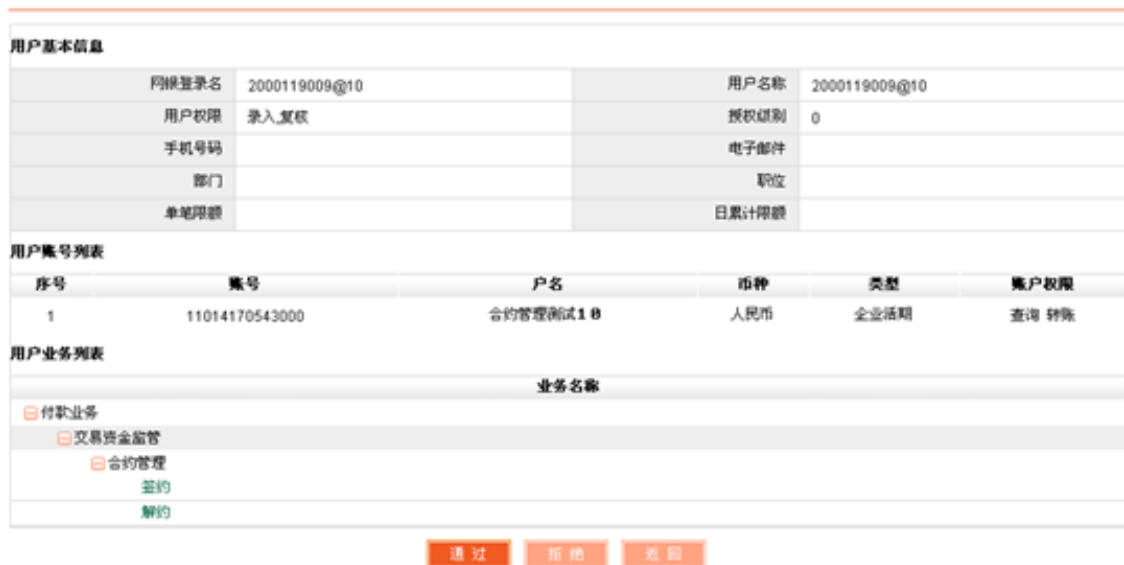 用户基本信息
网银登录名 2000119009@10 用户名称 2000119009@10
用户权限 录入,复核 授权级别 0
手机号码 电子邮件
部门 职位
单笔限额 日累计限额
用户账号列表
序号 账号 户名 币种 类型 账户权限
1 11014170543000 合约管理测试10 人民币 企业活期 查询 转账
用户业务列表
业务名称
付款业务
交易资金监管
合约管理
签约
解约
通过 拒绝 返回